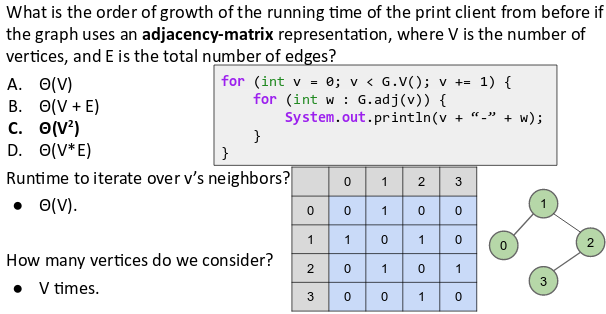 What is the order of growth of the running time of the print client from before if
the graph uses an adjacency-matrix representation, where V is the number of
vertices, and E is the total number of edges?
A. Θ(V)
B. Θ(V + E)
C. Θ(V²)
D. Θ(V*E)
for (int v = 0; v < G.V(); v += 1) {
for (int w : G.adj(v)) {
System.out.println(v + “-” + w);
}
}
Runtime to iterate over v’s neighbors?
● Θ(V).
How many vertices do we consider?
● V times.
0 1 2 3
0 0 1 0 0
1 1 0 1 0
2 0 1 0 1
3 0 0 1 0
1
0
2
3